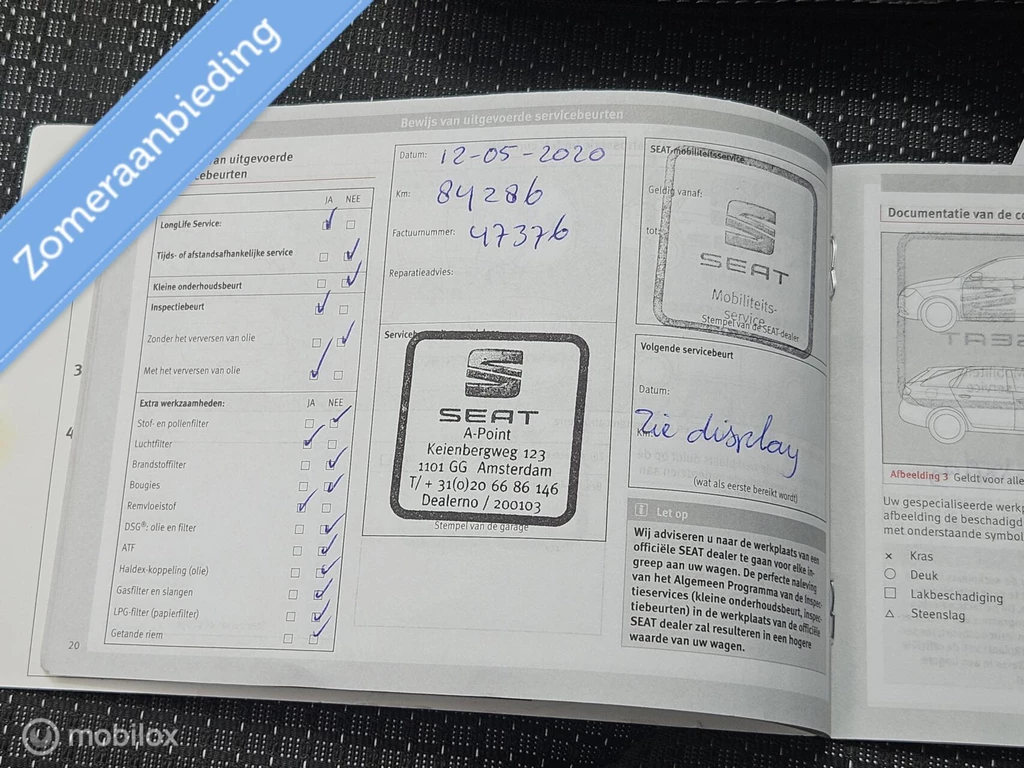 Zomeraanbieding
Bewijs van uitgevoerde servicebeurten
van uitgevoerde
JA NEE
LongLife Service:
Tijds- of afstandsafhankelijke service
Kleine onderhoudsbeurt
Inspectiebeurt
Zonder het verversen van olie
Met het verversen van olie
Extra werkzaamheden: JA NEE
Stof- en pollenfilter
Luchtfilter
Brandstoffilter
Bougies
Remvloeistof
DSG®: olie en filter
ATF
Haldex-koppeling (olie)
Gasfilter en slangen
LPG-filter (papierfilter)
Getande riem
20
3
4
Datum: 12-05-2020
Km: 84286
Factuurnummer: 47376
Reparatieadvies:
SEAT
A-Point
Keienbergweg 123
1101 GG Amsterdam
T/ + 31(0)20 66 86 146
Dealerno / 200103
Stempel van de garage
SEAT-mobiliteitsservice
Geldig vanaf:
tot:
SEAT
Mobiliteits-
service
Stempel van de SEAT-dealer
Volgende servicebeurt
Datum:
Zie display
(wat als eerste bereikt wordt)
Let op
Wij adviseren u naar de werkplaats van een
officiële SEAT dealer te gaan voor elke in-
greep aan uw wagen. De perfecte naleving
van het Algemeen Programma van de Inspec-
tieservices (kleine onderhoudsbeurt, inspec-
tiebeurten) in de werkplaats van de officiële
SEAT dealer zal resulteren in een hogere
waarde van uw wagen.
Documentatie van de
Afbeelding 3 Geldt voor alle
Uw gespecialiseerde
afbeelding de
met onderstaande
× Kras
○ Deuk
□ Lakbeschadiging
△ Steenslag
mobilox